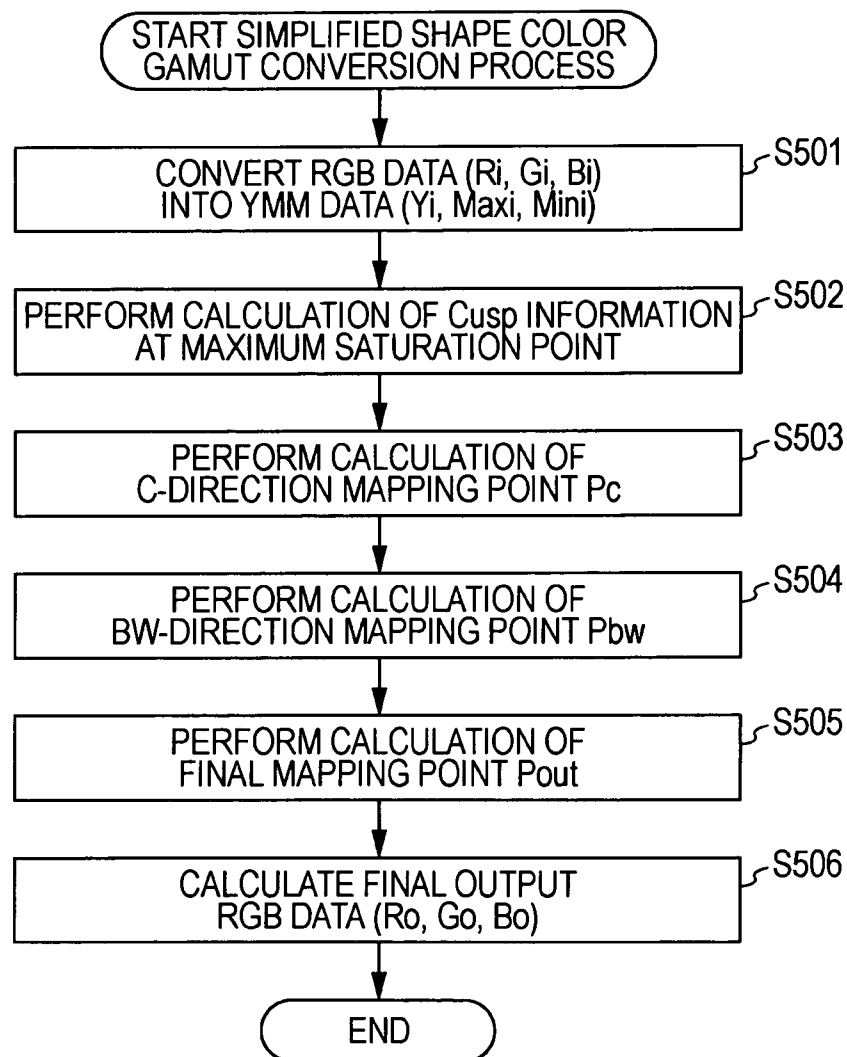 START SIMPLIFIED SHAPE COLOR
GAMUT CONVERSION PROCESS
S501
CONVERT RGB DATA (Ri, Gi, Bi)
INTO YMM DATA (Yi, Maxi, Mini)
S502
PERFORM CALCULATION OF Cusp INFORMATION
AT MAXIMUM SATURATION POINT
S503
PERFORM CALCULATION OF
C-DIRECTION MAPPING POINT Pc
S504
PERFORM CALCULATION OF
BW-DIRECTION MAPPING POINT Pbw
S505
PERFORM CALCULATION OF
FINAL MAPPING POINT Pout
S506
CALCULATE FINAL OUTPUT
RGB DATA (Ro, Go, Bo)
END